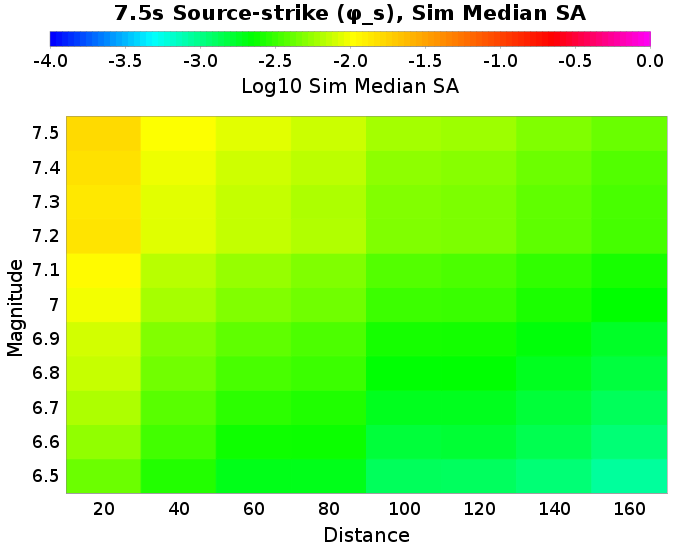 7.5s Source-strike (φ_s), Sim Median SA
-4.0 -3.5 -3.0 -2.5 -2.0 -1.5 -1.0 -0.5 0.0
Log10 Sim Median SA
7.5
7.4
7.3
7.2
7.1
7
6.9
6.8
6.7
6.6
6.5
Magnitude
20 40 60 80 100 120 140 160
Distance